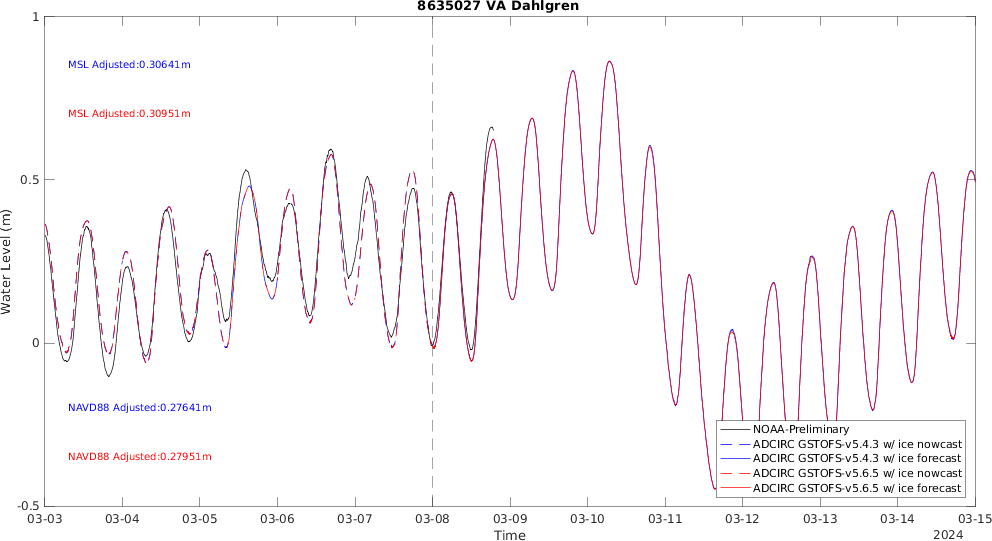 8635027 VA Dahlgren
1
MSL Adjusted:0.30641m
MSL Adjusted:0.30951m
0.5
Water Level (m)
0
NAVD88 Adjusted:0.27641m
NAVD88 Adjusted:0.27951m
NOAA-Preliminary
ADCIRC GSTOFS-v5.4.3 w/ ice nowcast
ADCIRC GSTOFS-v5.4.3 w/ ice forecast
ADCIRC GSTOFS-v5.6.5 w/ ice nowcast
ADCIRC GSTOFS-v5.6.5 w/ ice forecast
-0.5
03-03 03-04 03-05 03-06 03-07 03-08 03-09 03-10 03-11 03-12 03-13 03-14 03-15
Time
2024